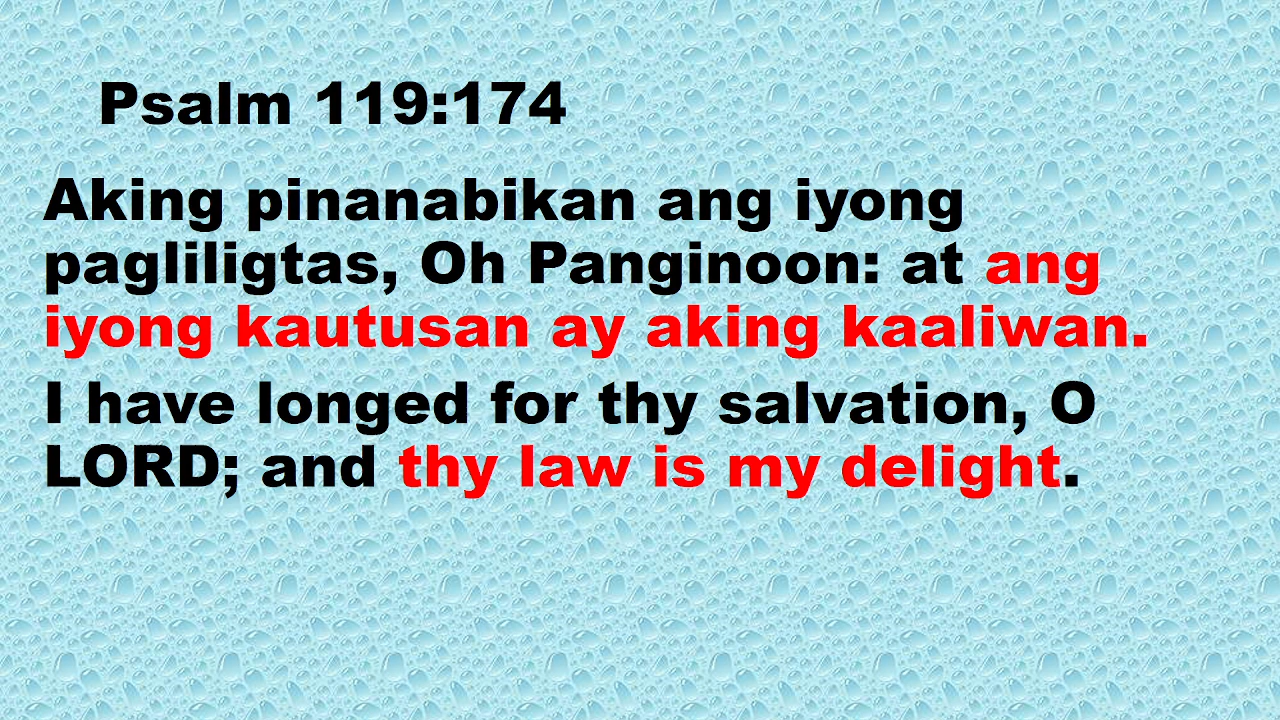 Psalm 119:174
Aking pinanabikan ang iyong
pagliligtas, Oh Panginoon: at ang
iyong kautusan ay aking kaaliwan.
I have longed for thy salvation, O
LORD; and thy law is my delight.